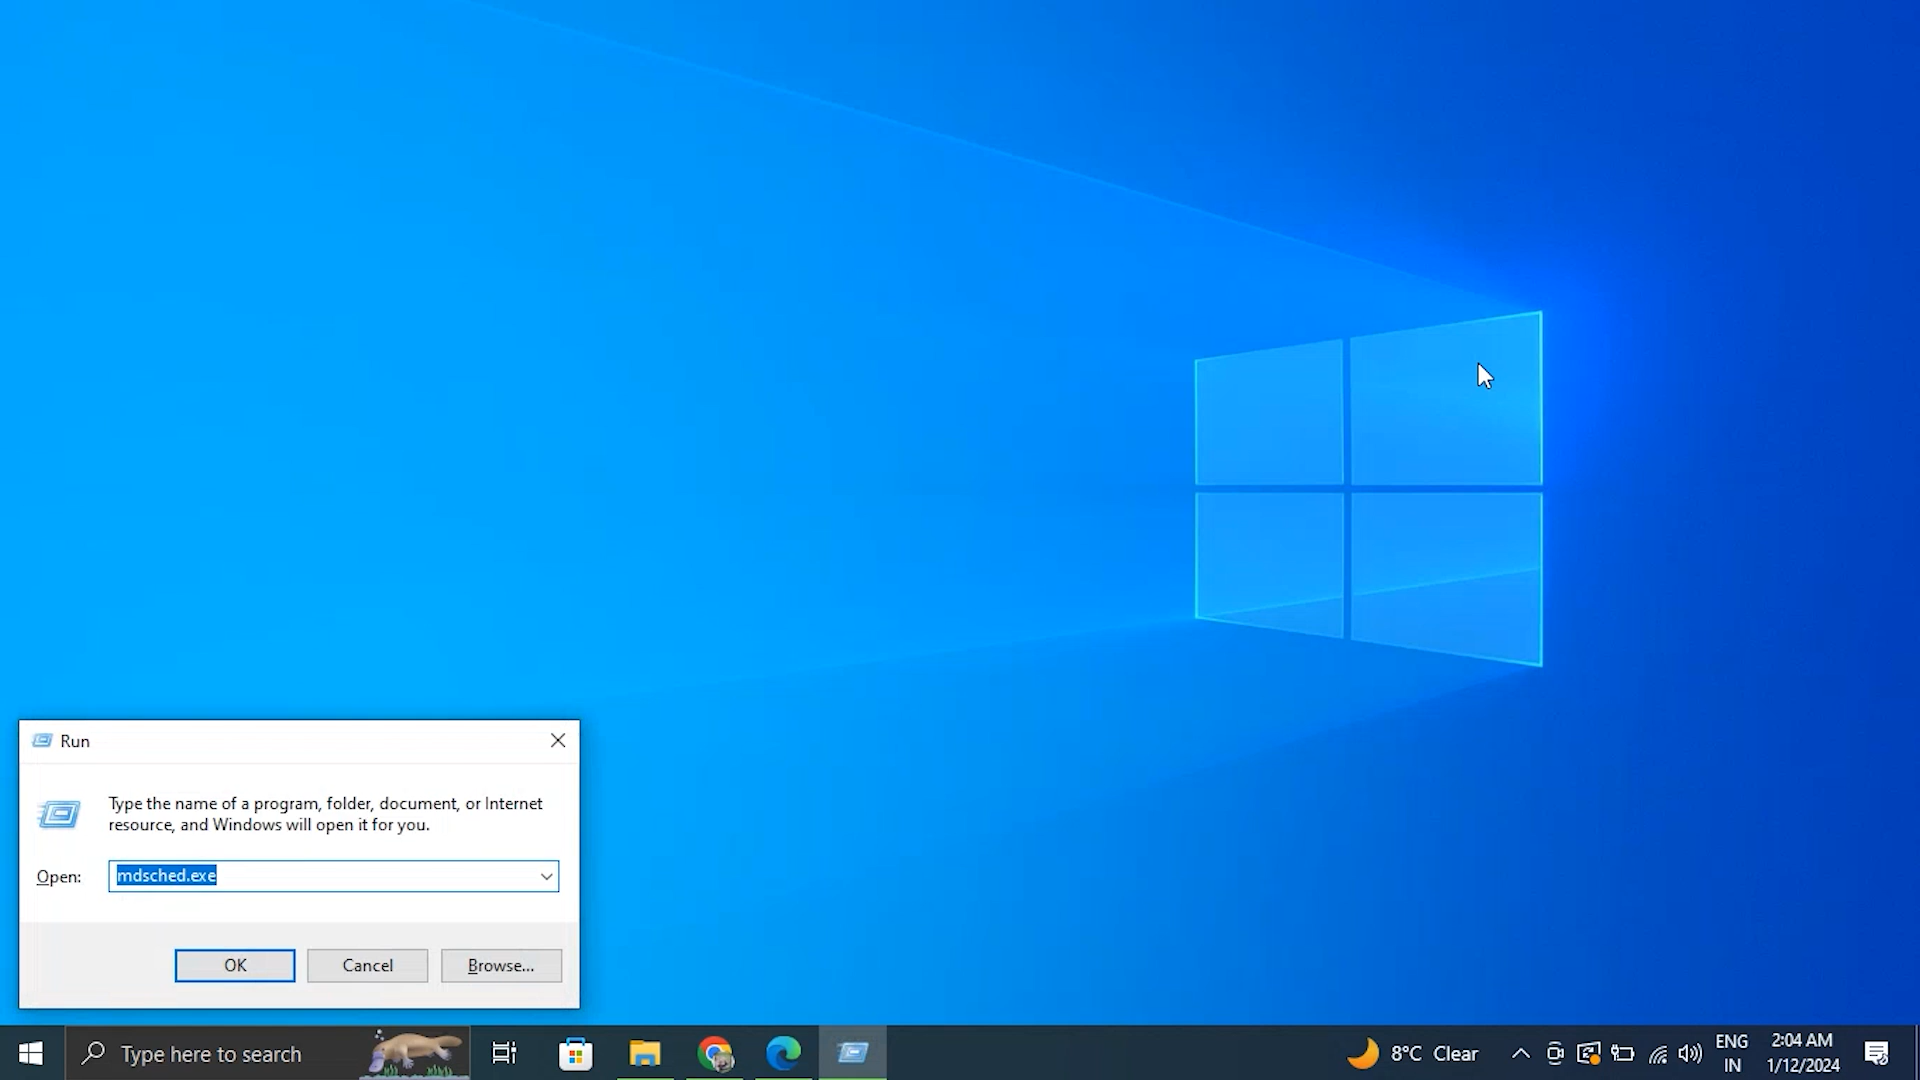 Run
Type the name of a program, folder, document, or Internet
resource, and Windows will open it for you.
Open:
mdsched.exe
OK
Cancel
Browse...
Type here to search
8°C Clear
ENG
IN
2:04 AM
1/12/2024